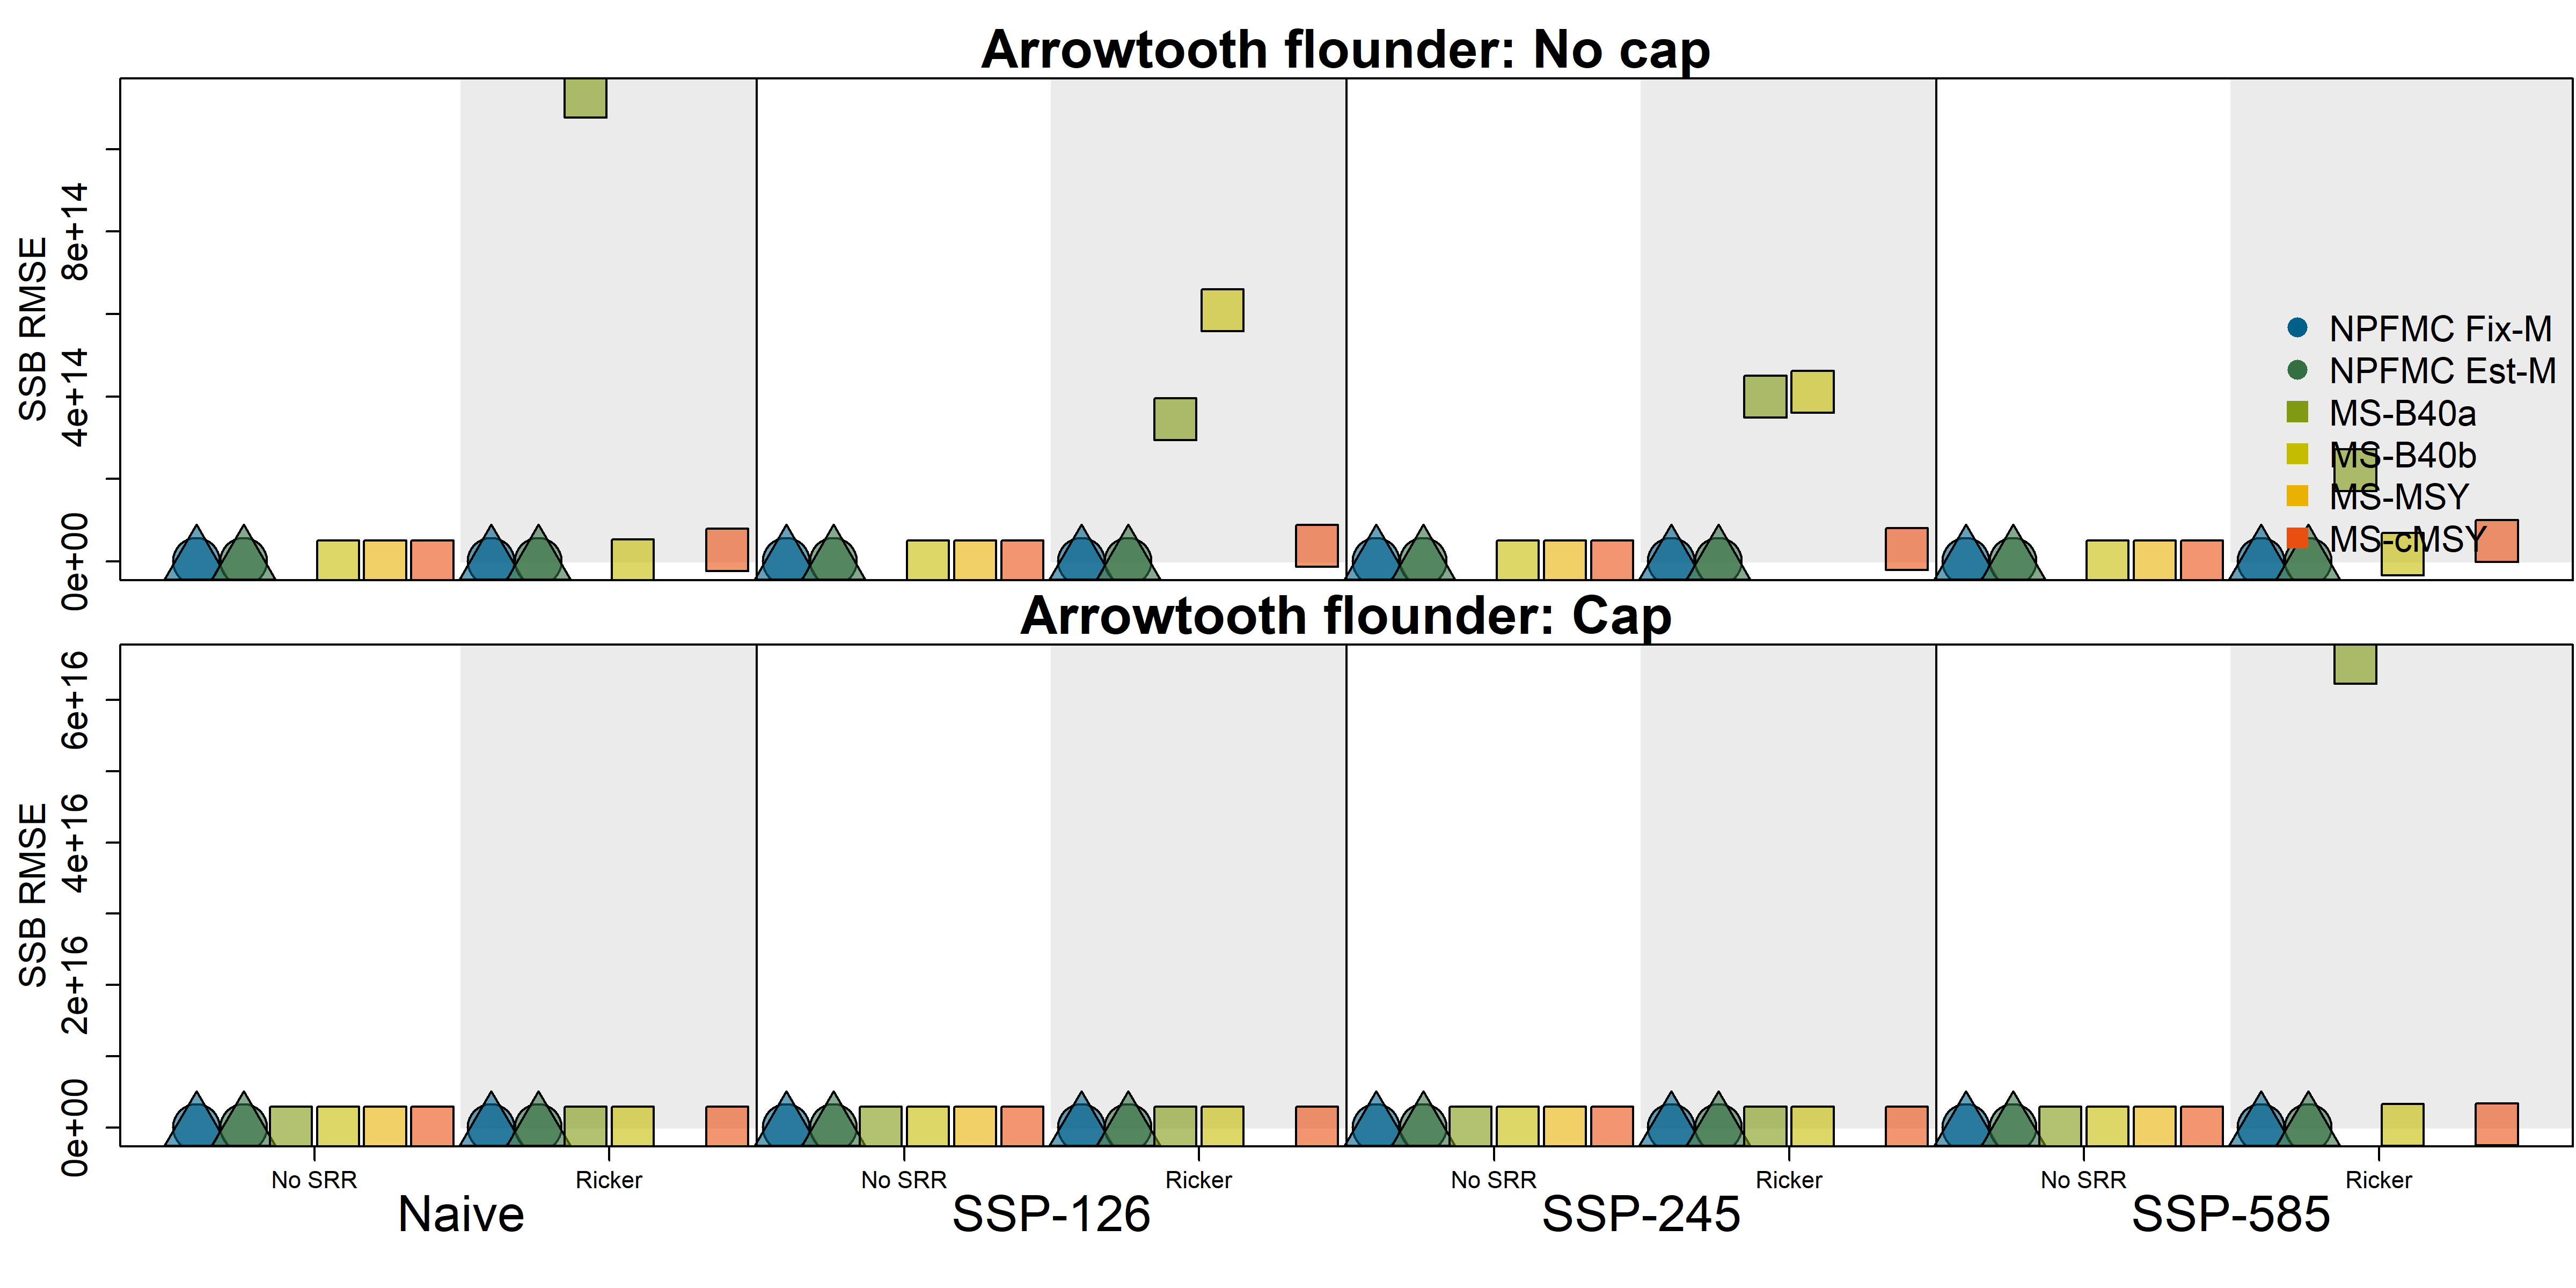 Arrowtooth flounder: No cap
SSB RMSE
8e+14
4e+14
0e+00
NPFMC Fix-M
NPFMC Est-M
MS-B40a
MS-B40b
MS-MSY
MS-cMSY
Arrowtooth flounder: Cap
SSB RMSE
6e+16
4e+16
2e+16
0e+00
No SRR Ricker No SRR Ricker No SRR Ricker No SRR Ricker
Naive SSP-126 SSP-245 SSP-585